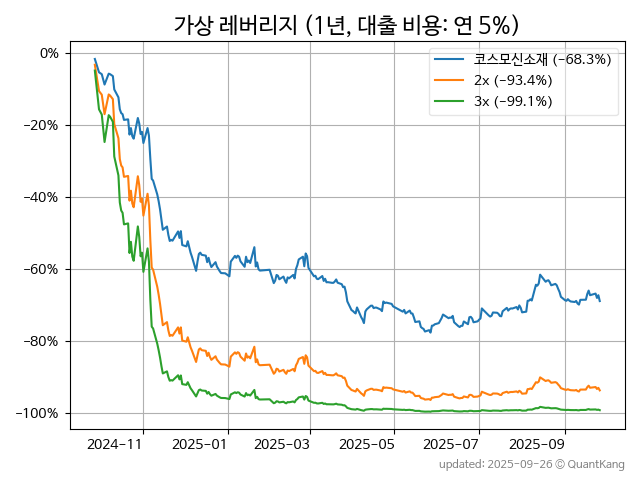 가상 레버리지 (1년, 대출 비용: 연 5%)
코스모신소재 (−68.3%)
2x (−93.4%)
3x (−99.1%)
0%
−20%
−40%
−60%
−80%
−100%
2024-11 2025-01 2025-03 2025-05 2025-07 2025-09
updated: 2025-09-26 © QuantKang